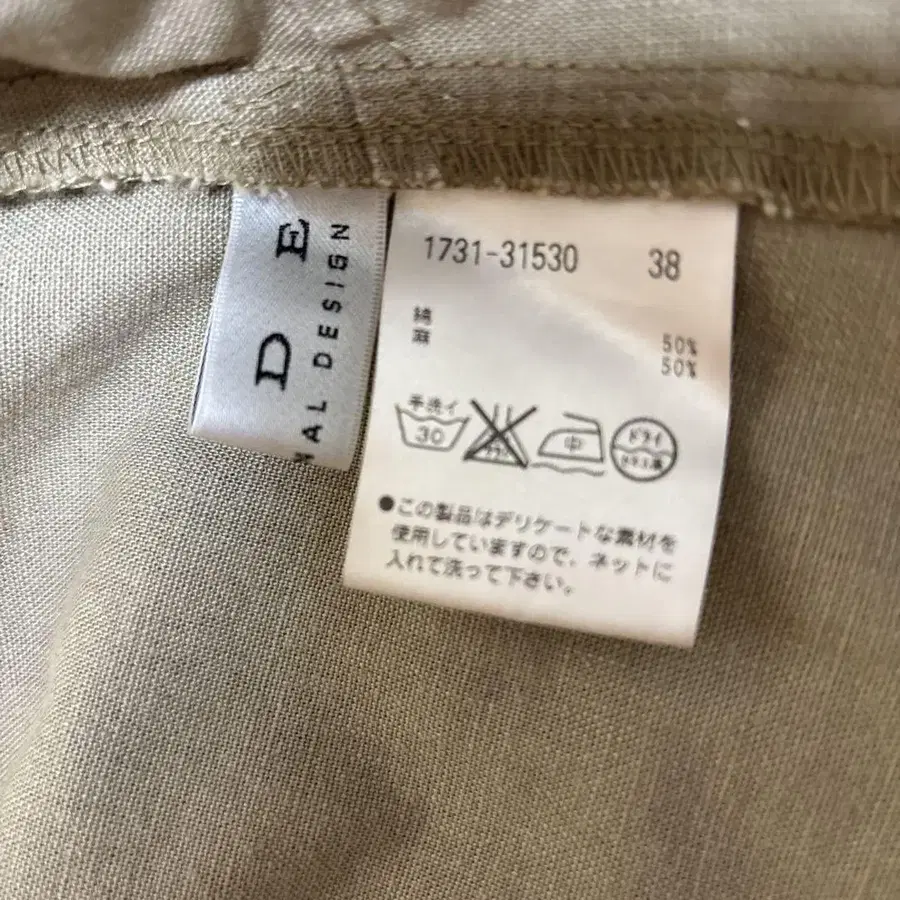 D E
NAL DESIGN
1731-31530 38
綿 50%
麻 50%
手洗イ
30
中
ドライ
●この製品はデリケートな素材を
使用していますので、ネットに
入れて洗って下さい。